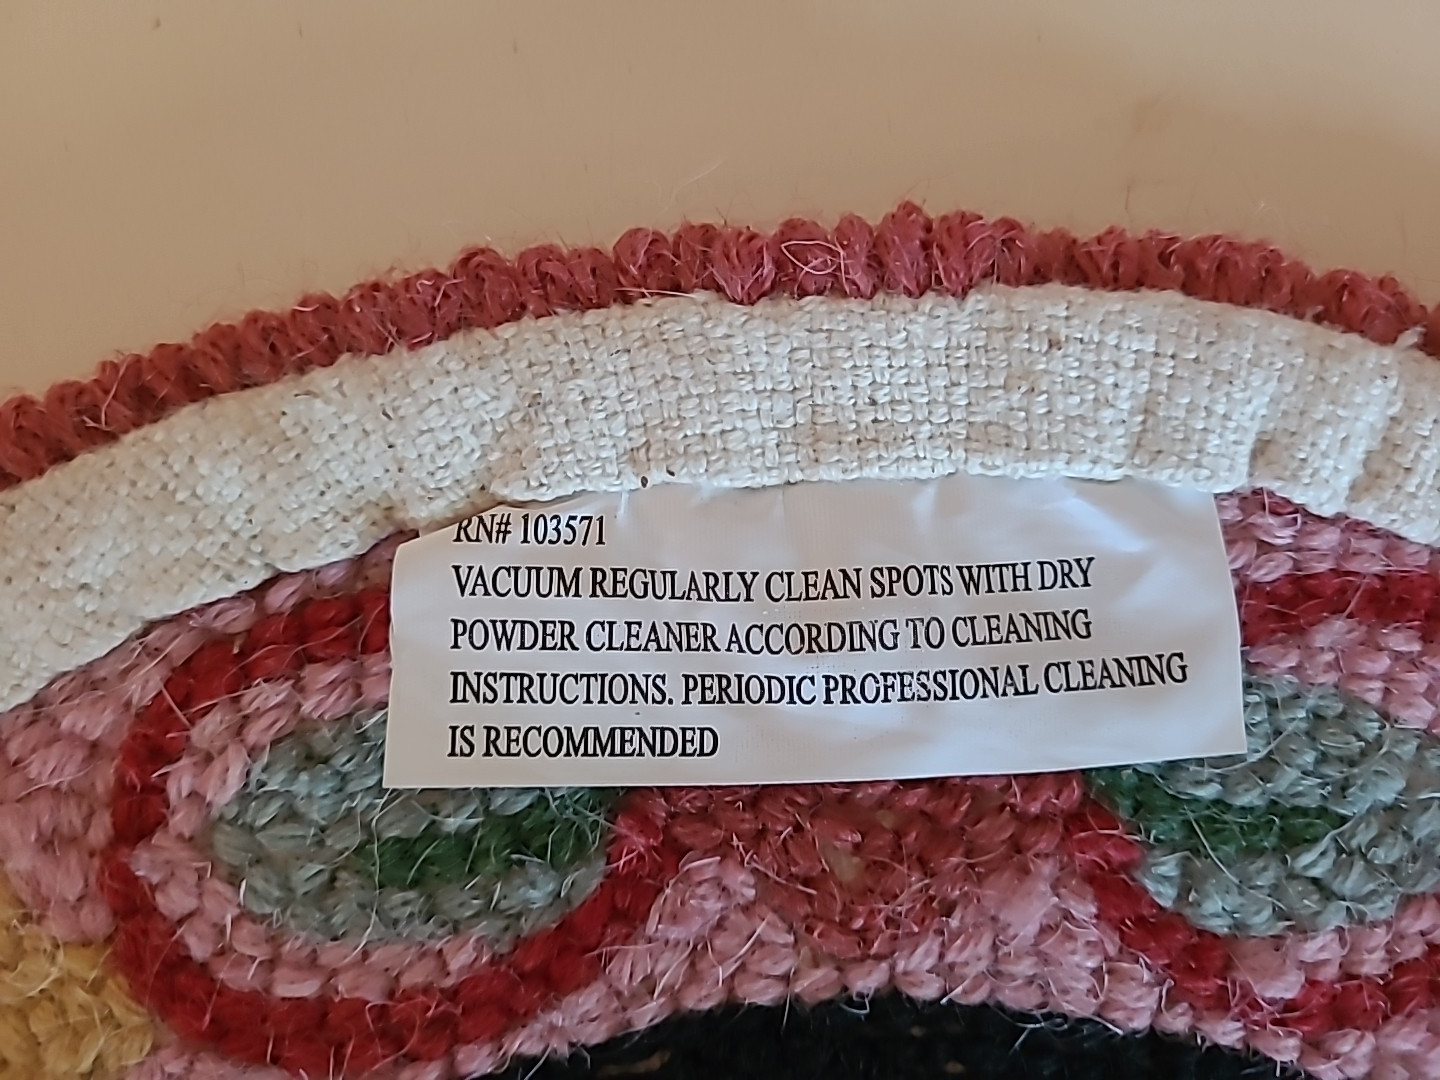 RN# 103571
VACUUM REGULARLY CLEAN SPOTS WITH DRY
POWDER CLEANER ACCORDING TO CLEANING
INSTRUCTIONS. PERIODIC PROFESSIONAL CLEANING
IS RECOMMENDED